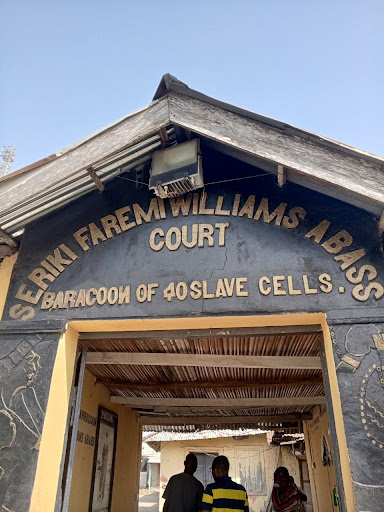 SERIKI FAREMI WILLIAMS ABASS
COURT
BARACOON OF 40 SLAVE CELLS.